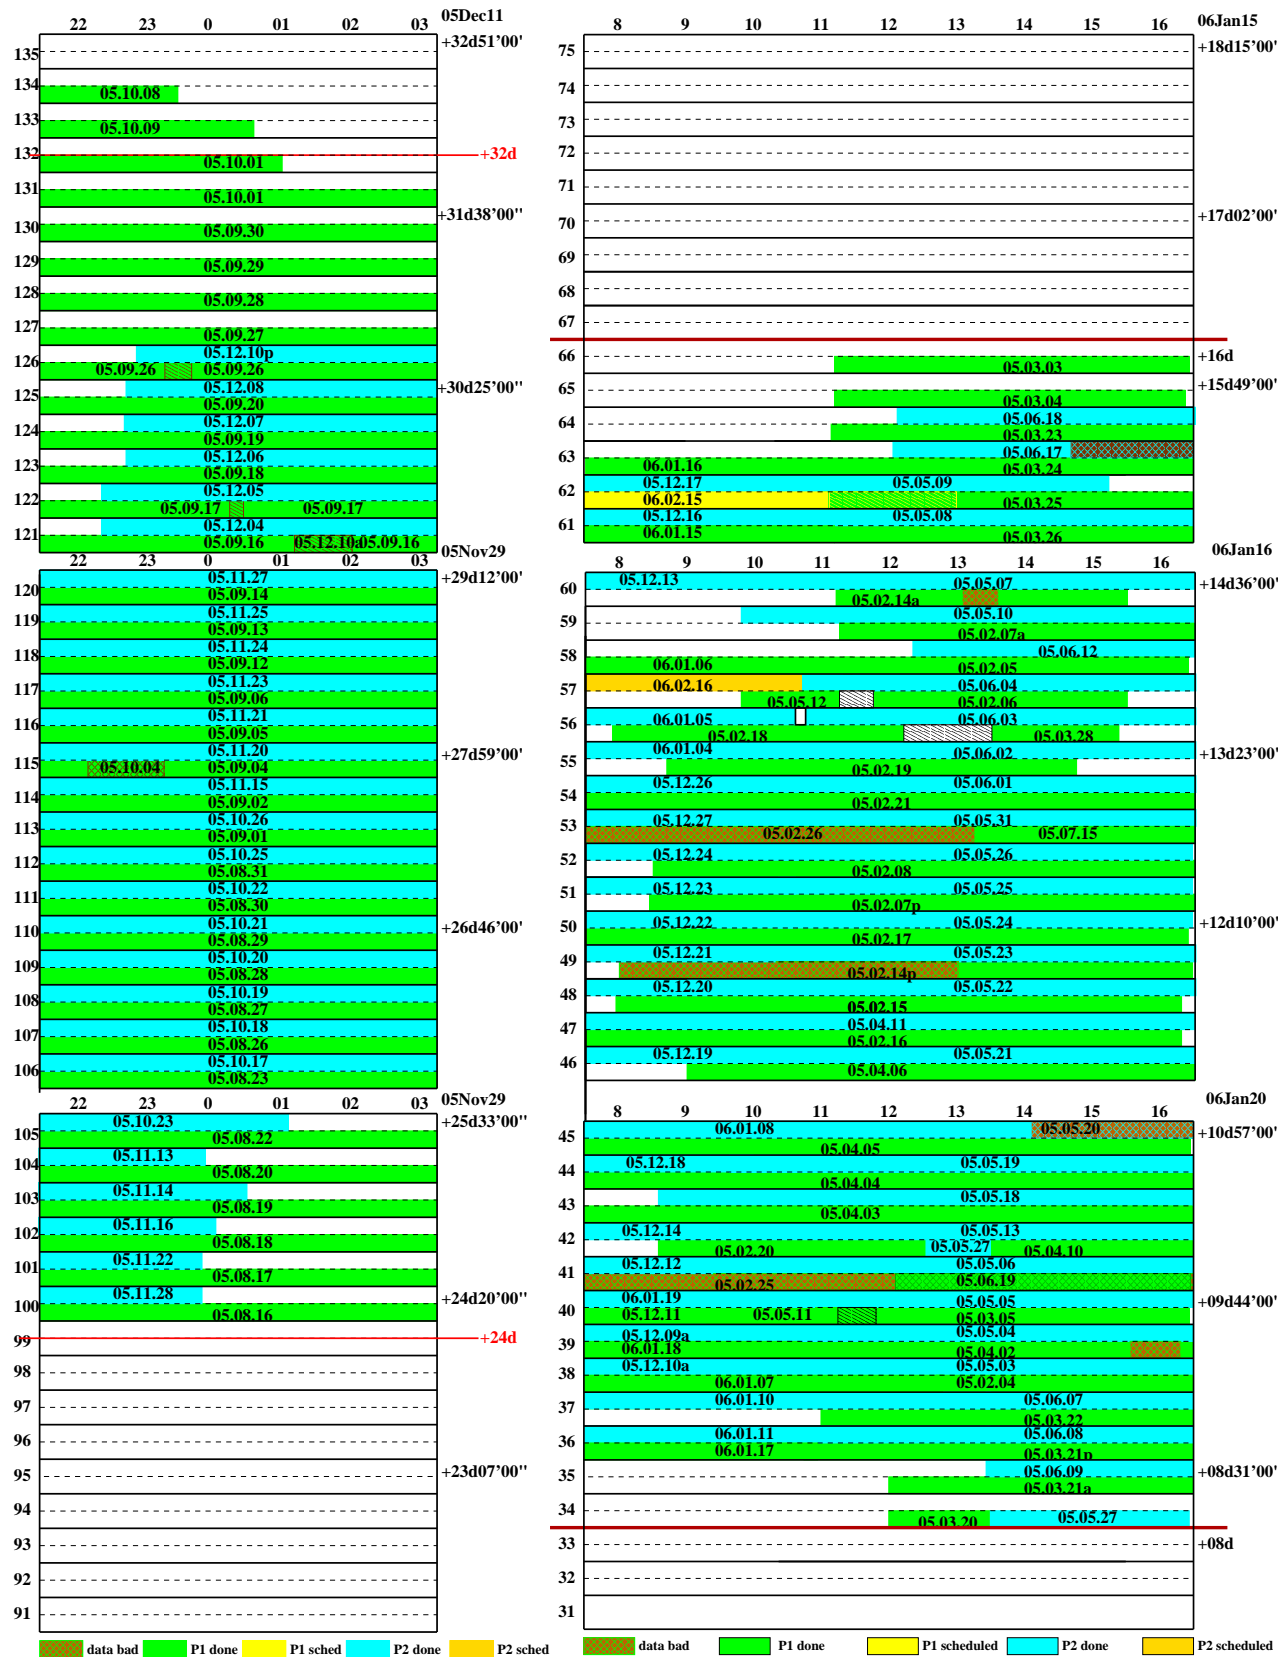 22 23 0 01 02 03 05Dec11
135 +32d51'00'
134 05.10.08
133 05.10.09
132 05.10.01 +32d
131 05.10.01
+31d38'00"
130 05.09.30
129 05.09.29
128 05.09.28
127 05.09.27
05.12.10p
126 05.09.26 05.09.26
05.12.08 +30d25'00"
125 05.09.20
05.12.07
124 05.09.19
05.12.06
123 05.09.18
05.12.05
122 05.09.17 05.09.17
05.12.04
121 05.09.16 05.12.10a 05.09.16
05Nov29
05.11.27 +29d12'00'
120 05.09.14
05.11.25
119 05.09.13
05.11.24
118 05.09.12
05.11.23
117 05.09.06
05.11.21
116 05.09.05
05.11.20 +27d59'00'
115 05.10.04 05.09.04
05.11.15
114 05.09.02
05.10.26
113 05.09.01
05.10.25
112 05.08.31
05.10.22
111 05.08.30
05.10.21 +26d46'00'
110 05.08.29
05.10.20
109 05.08.28
05.10.19
108 05.08.27
05.10.18
107 05.08.26
05.10.17
106 05.08.23
22 23 0 01 02 03 05Nov29
05.10.23 +25d33'00"
105 05.08.22
05.11.13
104 05.08.20
05.11.14
103 05.08.19
05.11.16
102 05.08.18
05.11.22
101 05.08.17
05.11.28 +24d20'00"
100 05.08.16
99 +24d
98
97
96
95 +23d07'00"
94
93
92
91
data bad P1 done P1 sched P2 done P2 sched
8 9 10 11 12 13 14 15 16 06Jan15
75 +18d15'00'
74
73
72
71
70 +17d02'00'
69
68
67
66 05.03.03 +16d
65 05.03.04 +15d49'00'
05.06.18
64 05.03.23
05.06.17
63 06.01.16 05.03.24
05.12.17 05.05.09
62 06.02.15 05.03.25
05.12.16 05.05.08
61 06.01.15 05.03.26
8 9 10 11 12 13 14 15 16 06Jan16
05.12.13 05.05.07 +14d36'00'
60 05.02.14a
05.05.10
59 05.02.07a
05.06.12
58 06.01.06 05.02.05
57 06.02.16 05.06.04
05.05.12 05.02.06
06.01.05 05.06.03
56 05.02.18 05.03.28
06.01.04 05.06.02 +13d23'00'
55 05.02.19
05.12.26 05.06.01
54 05.02.21
05.12.27 05.05.31
53 05.02.26 05.07.15
05.12.24 05.05.26
52 05.02.08
05.12.23 05.05.25
51 05.02.07p
05.12.22 05.05.24 +12d10'00'
50 05.02.17
05.12.21 05.05.23
49 05.02.14p
05.12.20 05.05.22
48 05.02.15
05.04.11
47 05.02.16
05.12.19 05.05.21
46 05.04.06
8 9 10 11 12 13 14 15 16 06Jan20
06.01.08 05.05.20 +10d57'00'
45 05.04.05
05.12.18 05.05.19
44 05.04.04
05.05.18
43 05.04.03
05.12.14 05.05.13
42 05.02.20 05.05.27 05.04.10
05.12.12 05.05.06
41 05.02.25 05.06.19
06.01.19 05.05.05 +09d44'00'
40 05.12.11 05.05.11 05.03.05
05.12.09a 05.05.04
39 06.01.18 05.04.02
05.12.10a 05.05.03
38 06.01.07 05.02.04
06.01.10 05.06.07
37 05.03.22
06.01.11 05.06.08
36 06.01.17 05.03.21p
05.06.09 +08d31'00'
35 05.03.21a
34 05.03.20 05.05.27
33 +08d
32
31
data bad P1 done P1 scheduled P2 done P2 scheduled